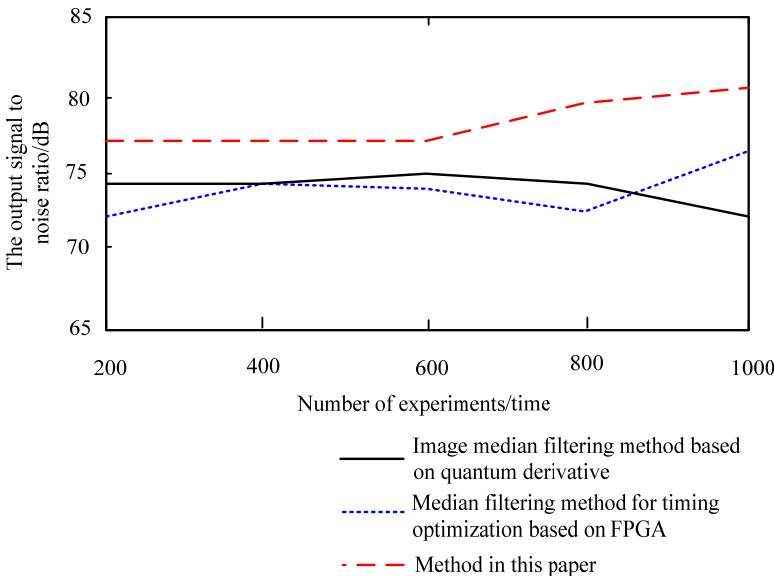 85
80
75
70
65
The output signal to
noise ratio/dB
200
400
600
800
1000
Number of experiments/time
Image median filtering method based
on quantum derivative
Median filtering method for timing
optimization based on FPGA
Method in this paper